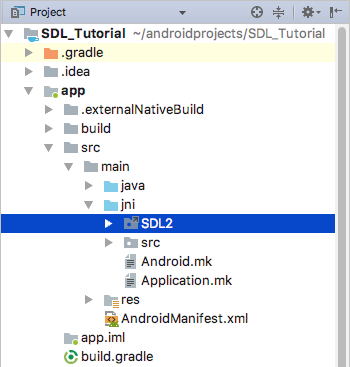 Project
SDL_Tutorial ~/androidprojects/SDL_Tutorial
.gradle
.idea
app
.externalNativeBuild
build
src
main
java
jni
SDL2
src
Android.mk
Application.mk
res
AndroidManifest.xml
app.iml
build.gradle